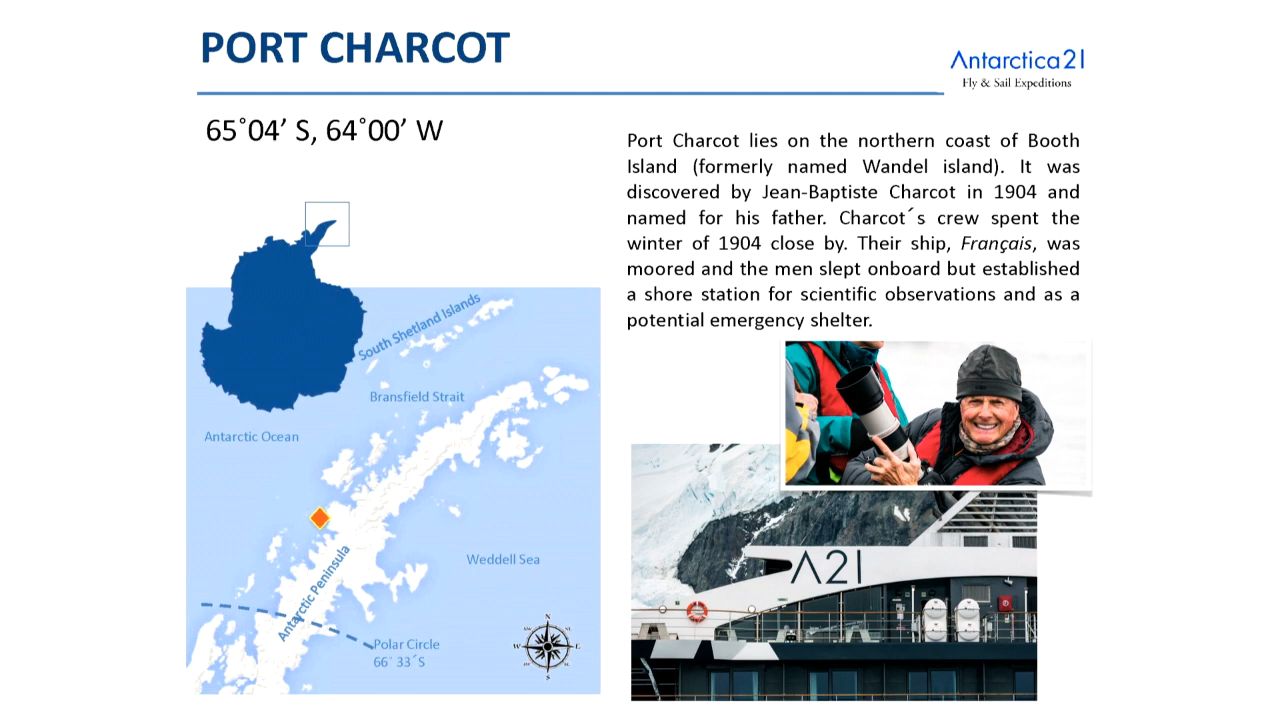 PORT CHARCOT
Antarctica21
Fly & Sail Expeditions
65°04’ S, 64°00’ W
Port Charcot lies on the northern coast of Booth
Island (formerly named Wandel island). It was
discovered by Jean-Baptiste Charcot in 1904 and
named for his father. Charcot´s crew spent the
winter of 1904 close by. Their ship, Français, was
moored and the men slept onboard but established
a shore station for scientific observations and as a
potential emergency shelter.
South Shetland Islands
Bransfield Strait
Antarctic Ocean
Weddell Sea
Antarctic Peninsula
Polar Circle
66° 33´S
N
W E
S
A21